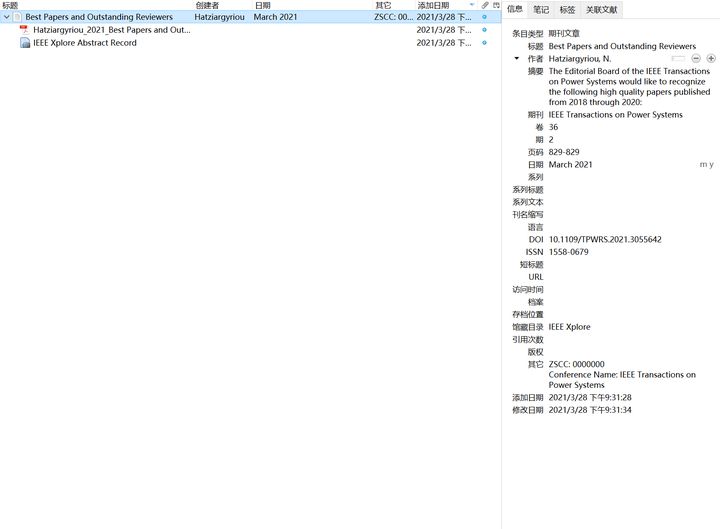 标题 创建者 日期 其它 添加日期
Best Papers and Outstanding Reviewers Hatziargyriou March 2021 ZSCC: 00... 2021/3/28 下...
Hatziargyriou_2021_Best Papers and Out... 2021/3/28 下...
IEEE Xplore Abstract Record 2021/3/28 下...
信息 笔记 标签 关联文献
条目类型 期刊文章
标题 Best Papers and Outstanding Reviewers
作者 Hatziargyriou, N.
摘要 The Editorial Board of the IEEE Transactions
on Power Systems would like to recognize
the following high quality papers published
from 2018 through 2020:
期刊 IEEE Transactions on Power Systems
卷 36
期 2
页码 829-829
日期 March 2021 m y
系列
系列标题
系列文本
刊名缩写
语言
DOI 10.1109/TPWRS.2021.3055642
ISSN 1558-0679
短标题
URL
访问时间
档案
存档位置
馆藏目录 IEEE Xplore
引用次数
版权
其它 ZSCC: 0000000
Conference Name: IEEE Transactions on
Power Systems
添加日期 2021/3/28 下午9:31:28
修改日期 2021/3/28 下午9:31:34